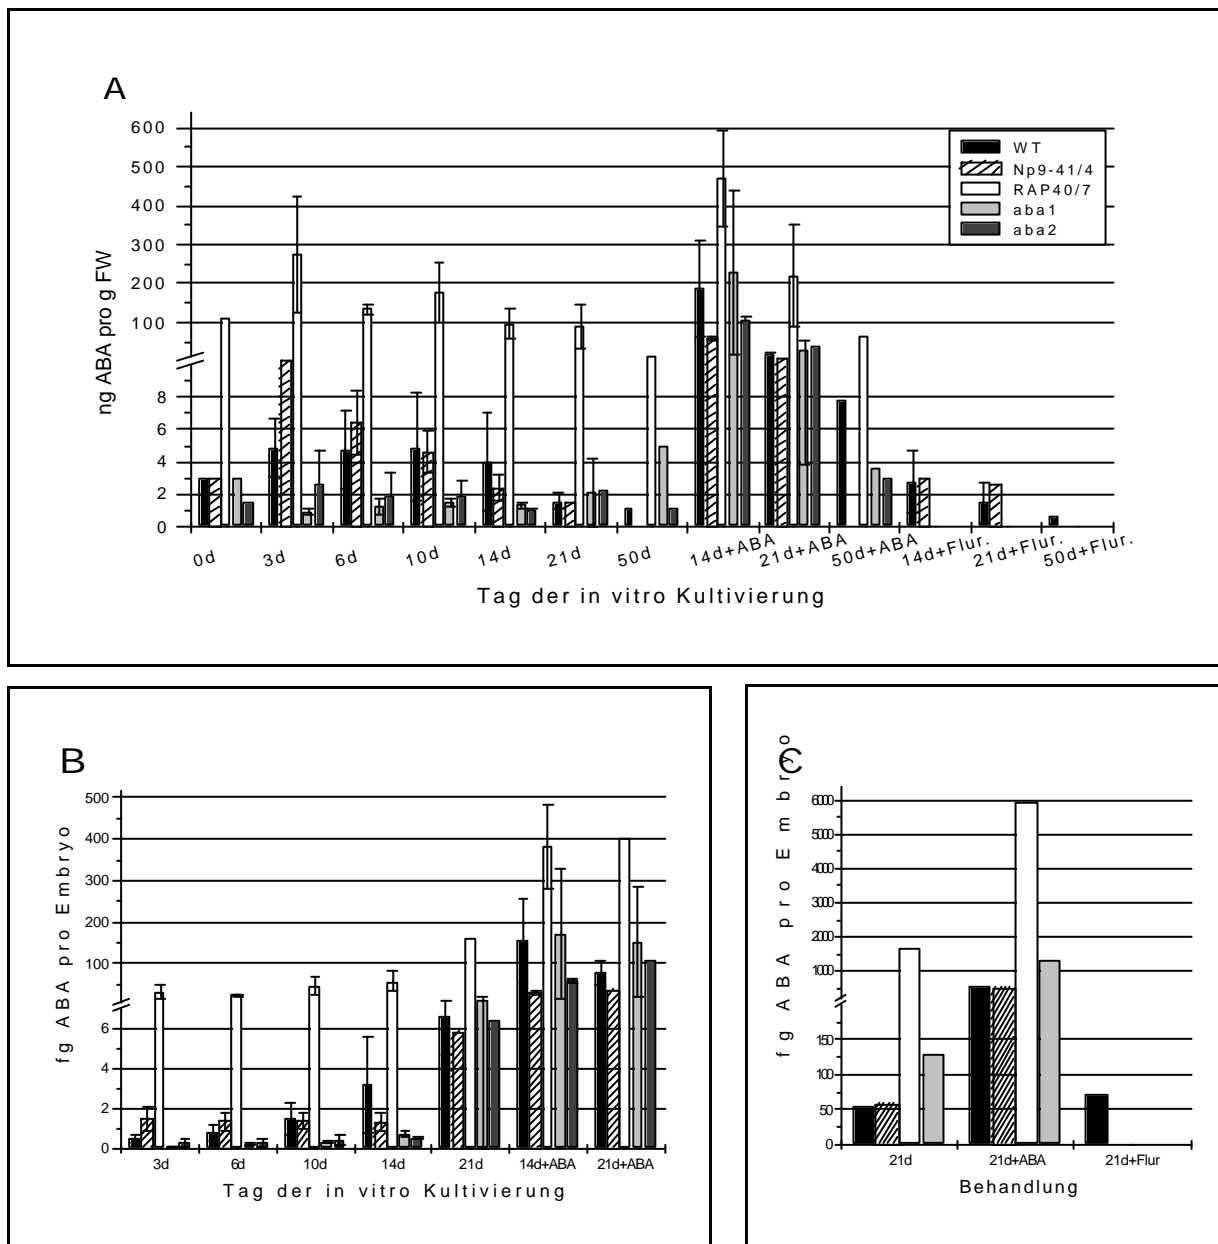 A
ng ABA pro g FW
600
500
400
300
200
100
8
6
4
2
0
WT
Np9-41/4
RAP40/7
aba1
aba2
0d 3d 6d 10d 14d 21d 50d 14d+ABA 21d+ABA 50d+ABA 14d+Flur. 21d+Flur. 50d+Flur.
Tag der in vitro Kultivierung
B
fg ABA pro Embryo
500
400
300
200
100
6
4
2
0
3d 6d 10d 14d 21d 14d+ABA 21d+ABA
Tag der in vitro Kultivierung
C
fg ABA pro Embryo
6000
5000
4000
3000
2000
1000
150
100
50
0
21d 21d+ABA 21d+Flur
Behandlung